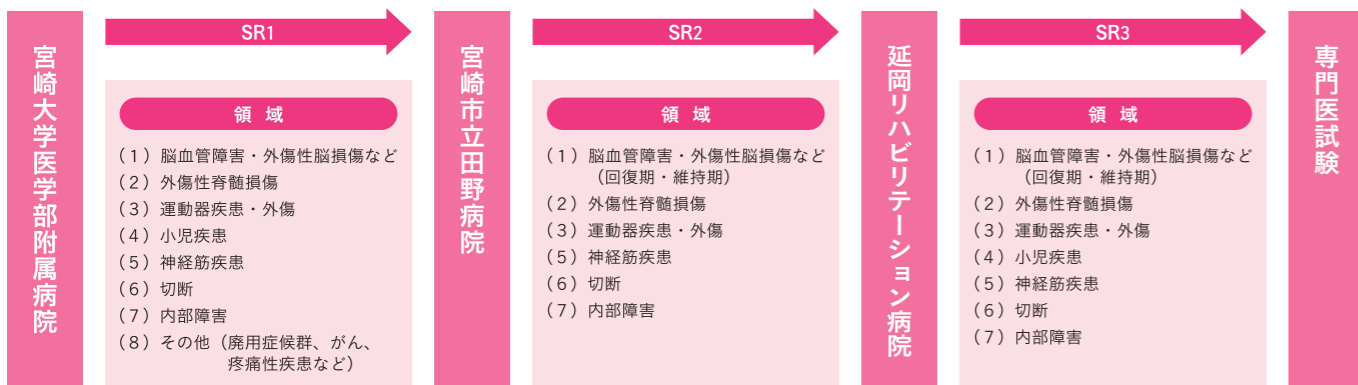 宮崎大学医学部附属病院
SR1
領 域
（1）脳血管障害・外傷性脳損傷など
（2）外傷性脊髄損傷
（3）運動器疾患・外傷
（4）小児疾患
（5）神経筋疾患
（6）切断
（7）内部障害
（8）その他（廃用症候群、がん、
疼痛性疾患など）
宮崎市立田野病院
SR2
領 域
（1）脳血管障害・外傷性脳損傷など
（回復期・維持期）
（2）外傷性脊髄損傷
（3）運動器疾患・外傷
（5）神経筋疾患
（6）切断
（7）内部障害
延岡リハビリテーション病院
SR3
領 域
（1）脳血管障害・外傷性脳損傷など
（回復期・維持期）
（2）外傷性脊髄損傷
（3）運動器疾患・外傷
（4）小児疾患
（5）神経筋疾患
（6）切断
（7）内部障害
専門医試験